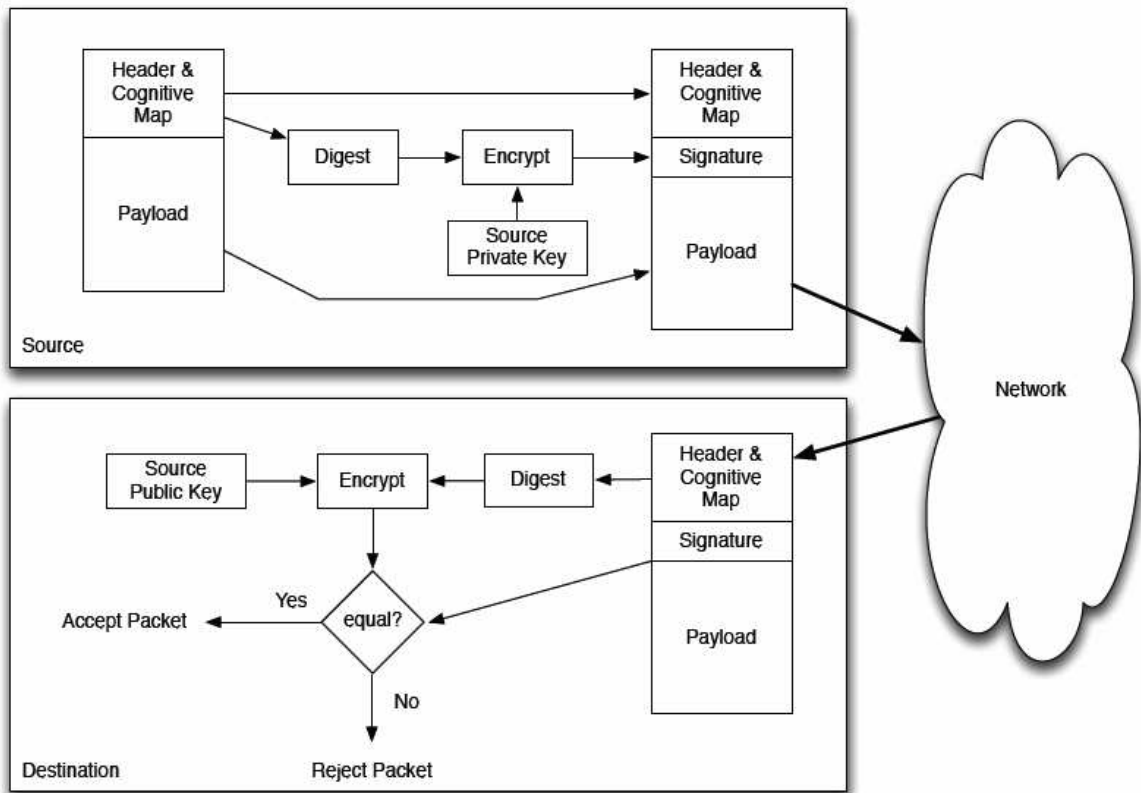 Header &
Cognitive
Map
Payload
Digest
Encrypt
Source
Private Key
Header &
Cognitive
Map
Signature
Payload
Source
Network
Source
Public Key
Encrypt
Digest
Header &
Cognitive
Map
Signature
Payload
equal?
Yes
Accept Packet
No
Reject Packet
Destination